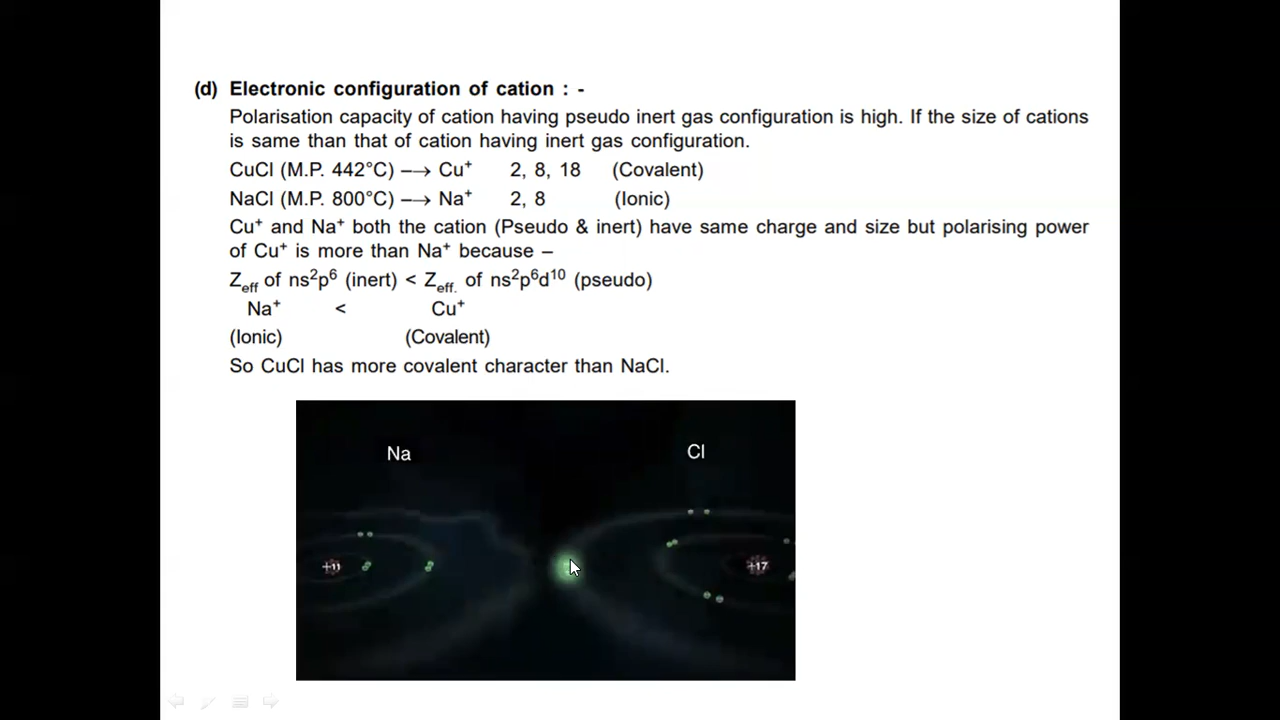 (d) Electronic configuration of cation : -
Polarisation capacity of cation having pseudo inert gas configuration is high. If the size of cations
is same than that of cation having inert gas configuration.
CuCl (M.P. 442°C) –→ Cu⁺ 2, 8, 18 (Covalent)
NaCl (M.P. 800°C) –→ Na⁺ 2, 8 (Ionic)
Cu⁺ and Na⁺ both the cation (Pseudo & inert) have same charge and size but polarising power
of Cu⁺ is more than Na⁺ because –
Zeff of ns²p⁶ (inert) < Zeff. of ns²p⁶d¹⁰ (pseudo)
Na⁺ < Cu⁺
(Ionic) (Covalent)
So CuCl has more covalent character than NaCl.
Na Cl
+11 +17